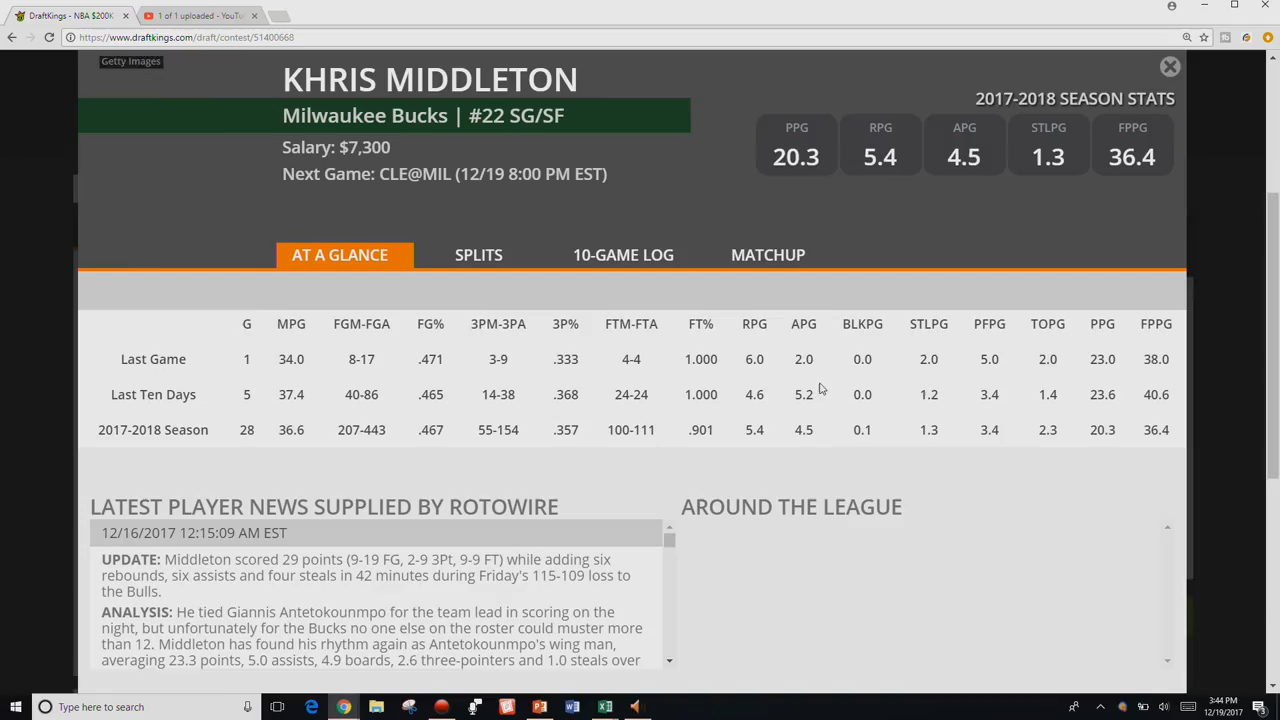 DraftKings - NBA $200K
1 of 1 uploaded - YouTu
https://www.draftkings.com/draft/contest/51400668
Getty Images
KHRIS MIDDLETON
Milwaukee Bucks | #22 SG/SF
Salary: $7,300
Next Game: CLE@MIL (12/19 8:00 PM EST)
2017-2018 SEASON STATS
PPG RPG APG STLPG FPPG
20.3 5.4 4.5 1.3 36.4
AT A GLANCE SPLITS 10-GAME LOG MATCHUP
G MPG FGM-FGA FG% 3PM-3PA 3P% FTM-FTA FT% RPG APG BLKPG STLPG PFPG TOPG PPG FPPG
Last Game 1 34.0 8-17 .471 3-9 .333 4-4 1.000 6.0 2.0 0.0 2.0 5.0 2.0 23.0 38.0
Last Ten Days 5 37.4 40-86 .465 14-38 .368 24-24 1.000 4.6 5.2 0.0 1.2 3.4 1.4 23.6 40.6
2017-2018 Season 28 36.6 207-443 .467 55-154 .357 100-111 .901 5.4 4.5 0.1 1.3 3.4 2.3 20.3 36.4
LATEST PLAYER NEWS SUPPLIED BY ROTOWIRE
12/16/2017 12:15:09 AM EST
UPDATE: Middleton scored 29 points (9-19 FG, 2-9 3Pt, 9-9 FT) while adding six
rebounds, six assists and four steals in 42 minutes during Friday's 115-109 loss to
the Bulls.
ANALYSIS: He tied Giannis Antetokounmpo for the team lead in scoring on the
night, but unfortunately for the Bucks no one else on the roster could muster more
than 12. Middleton has found his rhythm again as Antetokounmpo's wing man,
averaging 23.3 points, 5.0 assists, 4.9 boards, 2.6 three-pointers and 1.0 steals over
AROUND THE LEAGUE
Type here to search
3:44 PM
12/19/2017